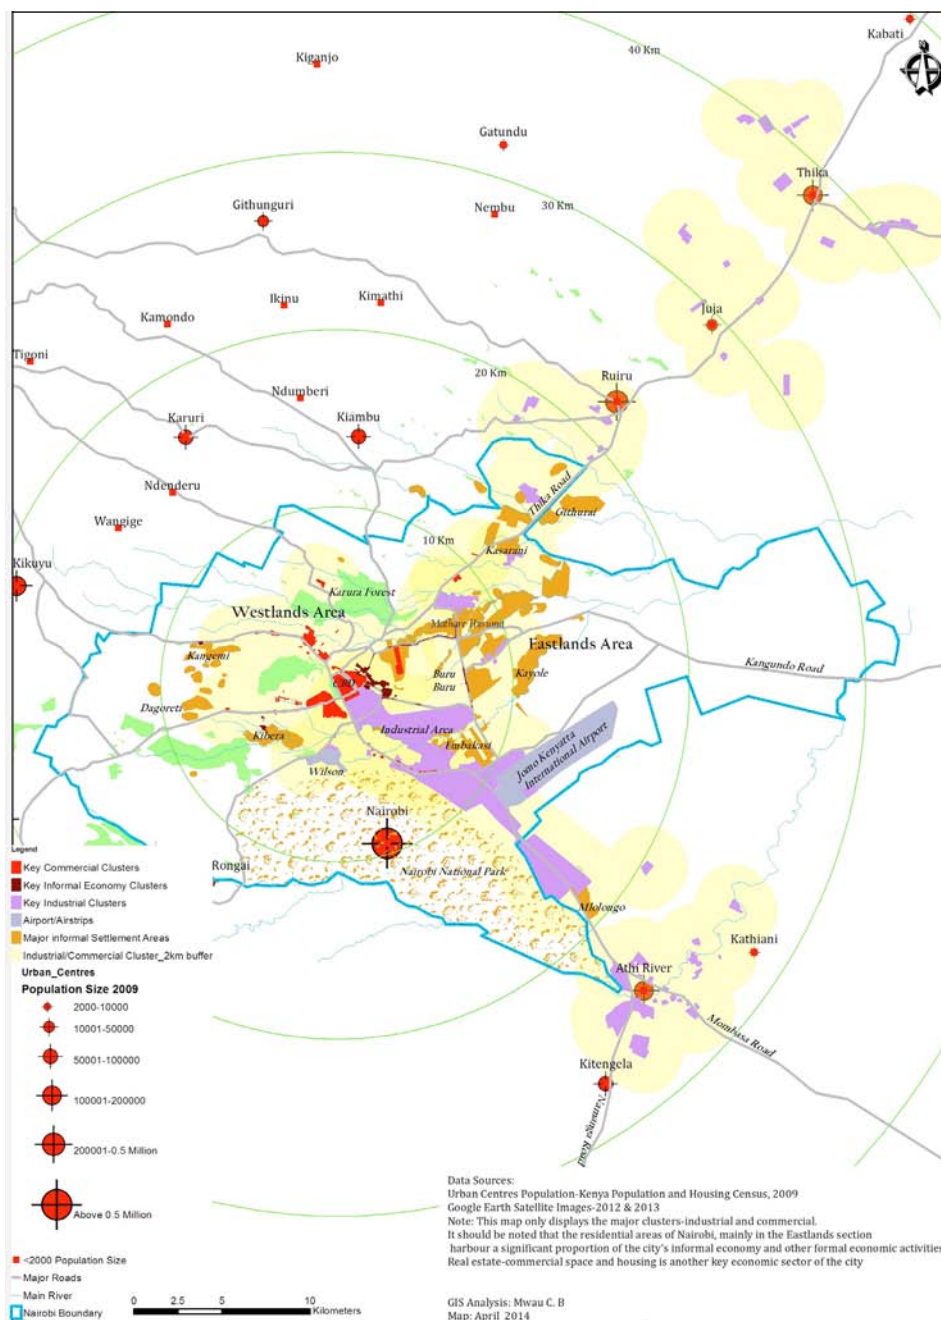 Kabati
40 Km
Kiganjo
Gatundu
Thika
Githunguri
Nembu
30 Km
Ikinu
Kimathi
Kamondo
Juja
Tigoni
20 Km
Ruiru
Ndumberi
Karuri
Kiambu
Ndenderu
Thika Road
Githurai
Wangige
10 Km
Kasarani
Kikuyu
Karura Forest
Westlands Area
Mathare Huruma
Eastlands Area
Kangemi
Buru
Buru
Kayole
Kangundo Road
CBD
Dagoreti
Kibera
Industrial Area
Embakasi
Jomo Kenyatta
International Airport
Wilson
Nairobi
Rongai
Nairobi National Park
Mlolongo
Kathiani
Athi River
Mombasa Road
Kitengela
Namanga Road
Legend
Key Commercial Clusters
Key Informal Economy Clusters
Key Industrial Clusters
Airport/Airstrips
Major informal Settlement Areas
Industrial/Commercial Cluster_2km buffer
Urban_Centres
Population Size 2009
2000-10000
10001-50000
50001-100000
100001-200000
200001-0.5 Million
Above 0.5 Million
<2000 Population Size
Major Roads
Main River
Nairobi Boundary
0 2.5 5 10
Kilometers
Data Sources:
Urban Centres Population-Kenya Population and Housing Census, 2009
Google Earth Satellite Images-2012 & 2013
Note: This map only displays the major clusters-industrial and commercial.
It should be noted that the residential areas of Nairobi, mainly in the Eastlands section
harbour a significant proportion of the city's informal economy and other formal economic activities
Real estate-commercial space and housing is another key economic sector of the city
GIS Analysis: Mwau C. B
Map: April 2014